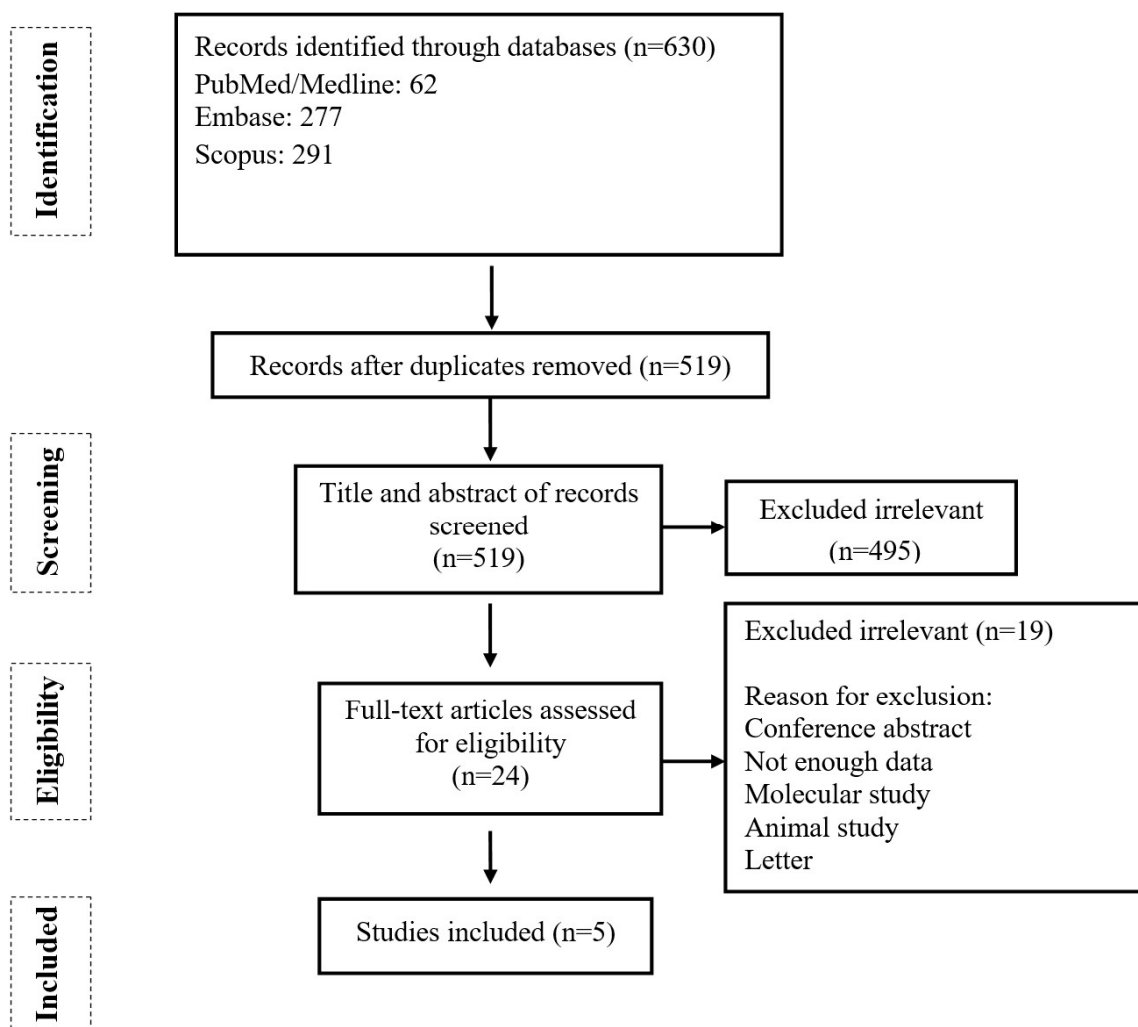 Identification
Records identified through databases (n=630)
PubMed/Medline: 62
Embase: 277
Scopus: 291
Records after duplicates removed (n=519)
Screening
Title and abstract of records
screened
(n=519)
Excluded irrelevant
(n=495)
Eligibility
Full-text articles assessed
for eligibility
(n=24)
Excluded irrelevant (n=19)
Reason for exclusion:
Conference abstract
Not enough data
Molecular study
Animal study
Letter
Included
Studies included (n=5)